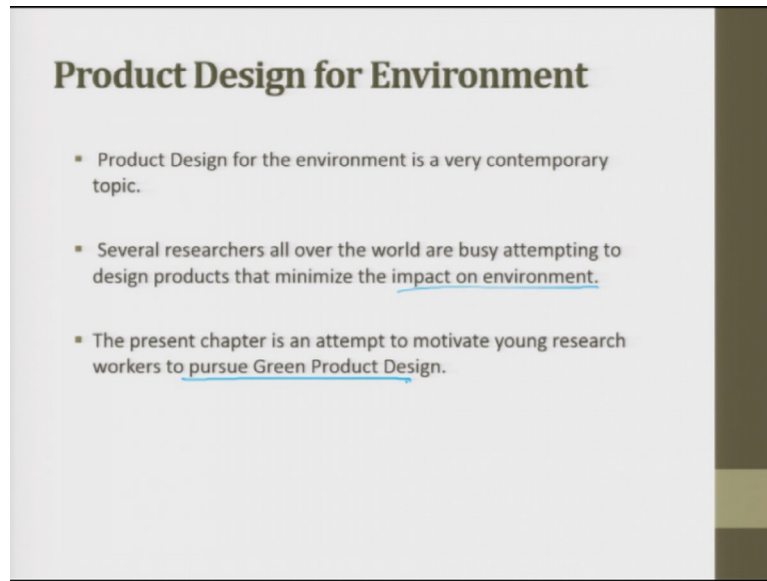 Product Design for Environment
Product Design for the environment is a very contemporary
topic.
Several researchers all over the world are busy attempting to
design products that minimize the impact on environment.
The present chapter is an attempt to motivate young research
workers to pursue Green Product Design.